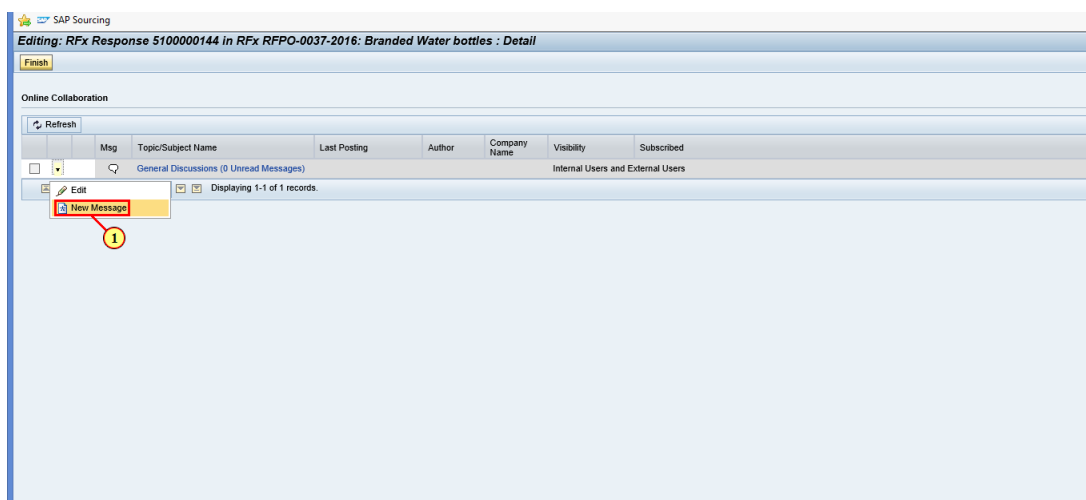 SAP Sourcing
Editing: RFx Response 5100000144 in RFx RFPO-0037-2016: Branded Water bottles : Detail
Finish
Online Collaboration
Refresh
Msg Topic/Subject Name Last Posting Author Company Name Visibility Subscribed
General Discussions (0 Unread Messages) Internal Users and External Users
Edit Displaying 1-1 of 1 records.
New Message
1